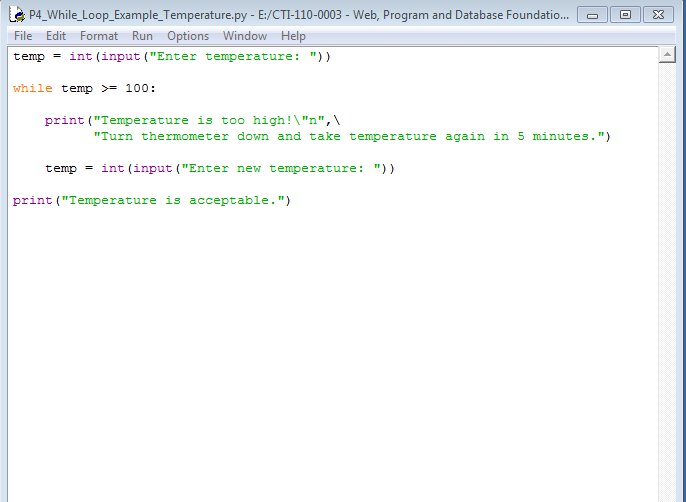 P4_While_Loop_Example_Temperature.py - E:/CTI-110-0003 - Web, Program and Database Foundatio...
File Edit Format Run Options Window Help
temp = int(input("Enter temperature: "))
while temp >= 100:
    print("Temperature is too high!\"n",\
          "Turn thermometer down and take temperature again in 5 minutes.")
    temp = int(input("Enter new temperature: "))
print("Temperature is acceptable.")